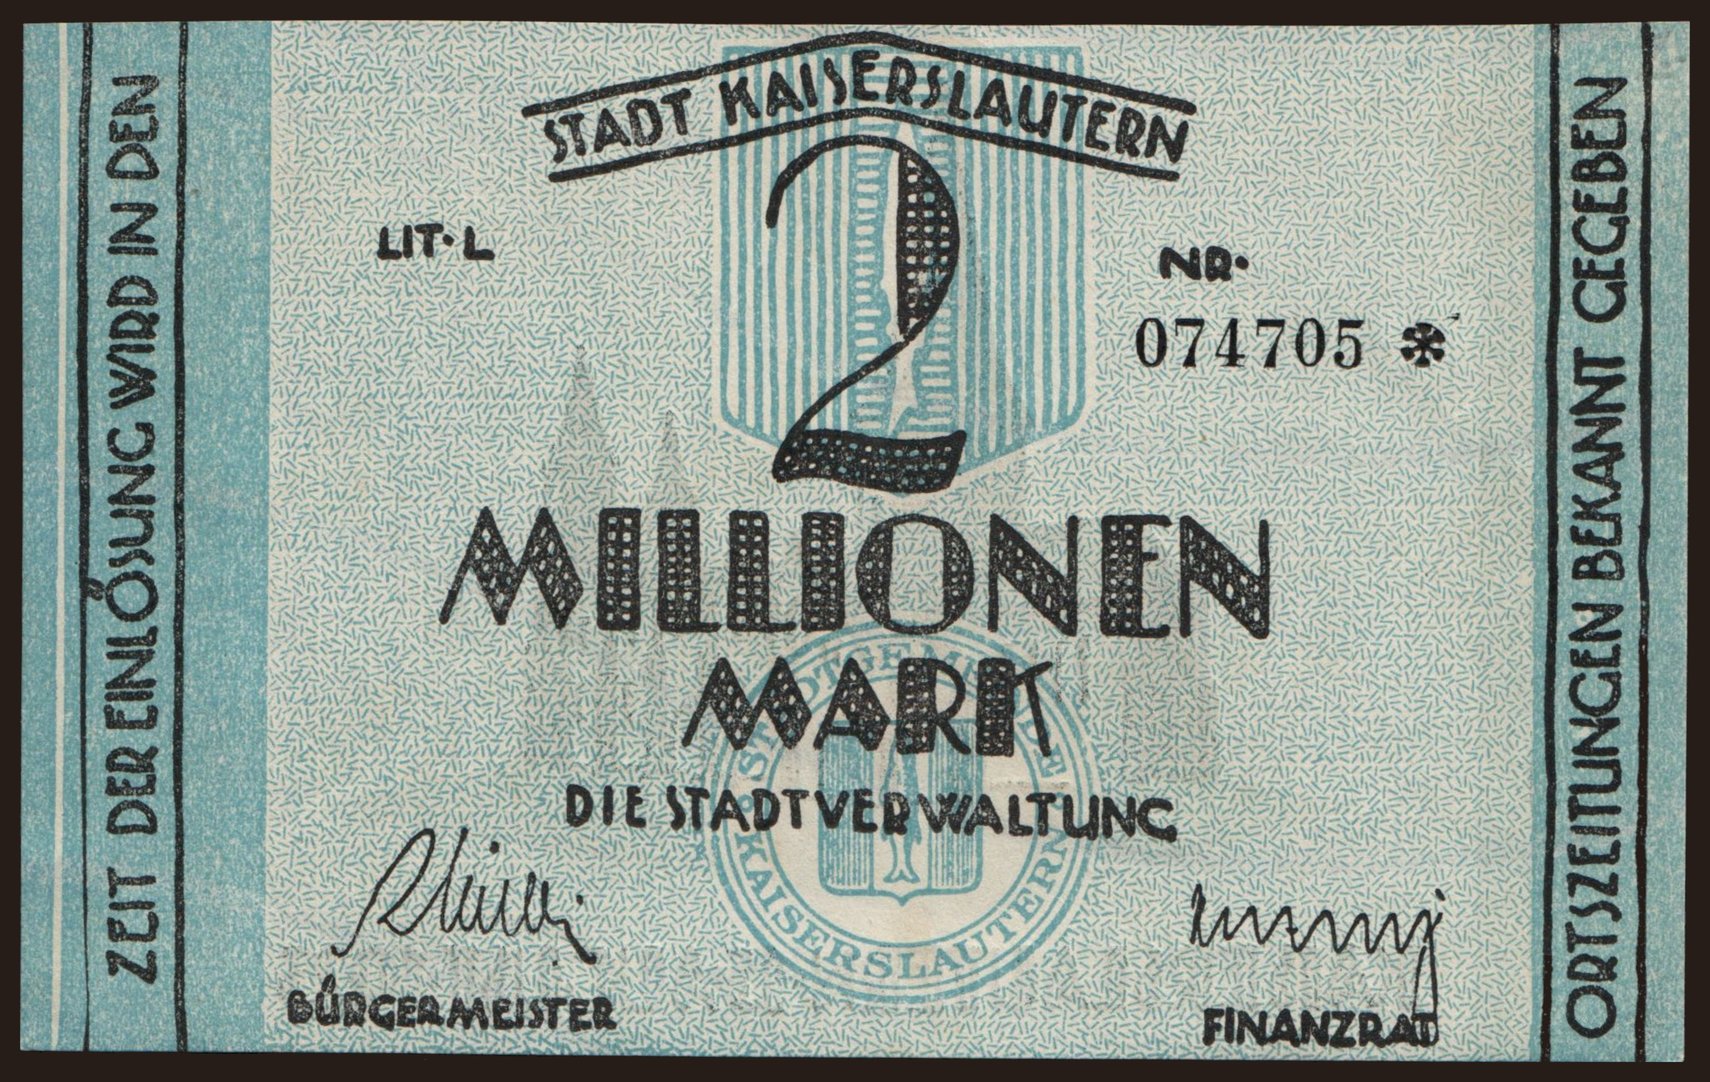 STADT KAISERSLAUTERN
LIT. L
NR.
074705 *
2
MILLIONEN
MARK
DIE STADTVERWALTUNG
BÜRGERMEISTER
FINANZRAT
ZEIT DER EINLÖSUNG WIRD IN DEN
ORTSZEITUNGEN BEKANNT GEGEBEN
STADTGEMEINDE
KAISERSLAUTERN